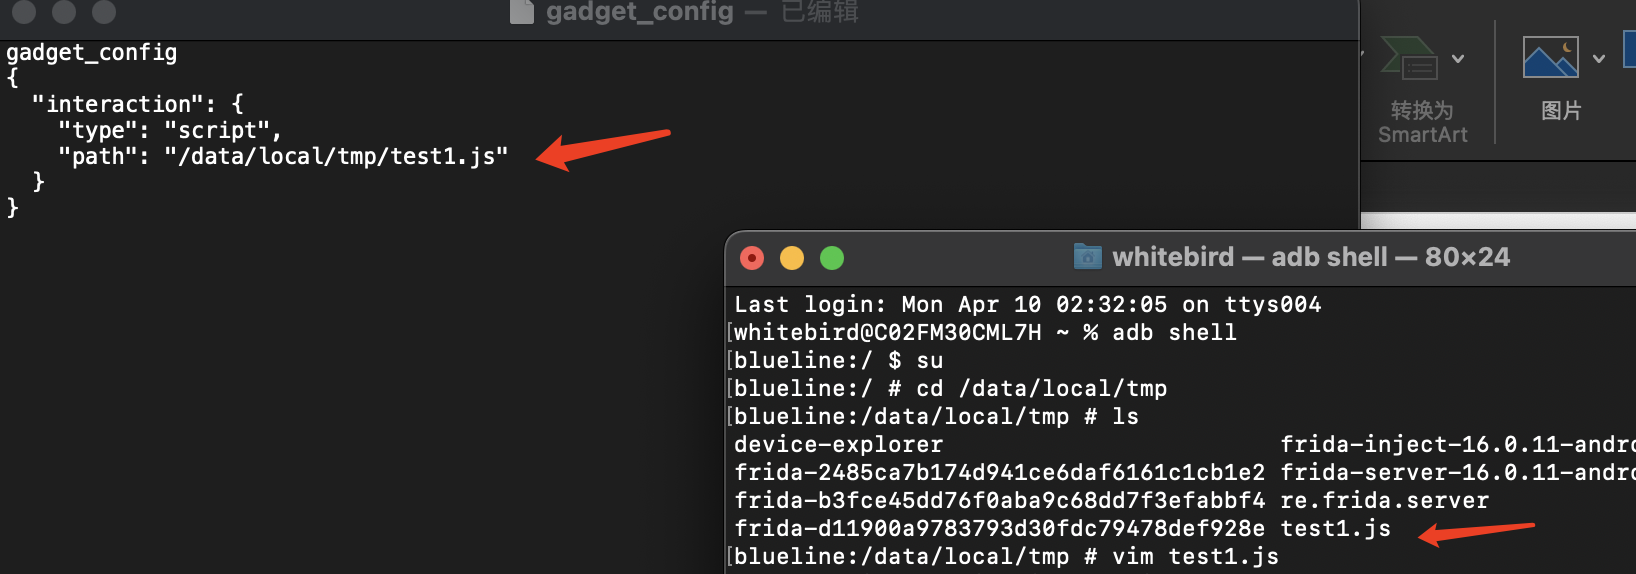 gadget_config — 已编辑
gadget_config
{
"interaction": {
"type": "script",
"path": "/data/local/tmp/test1.js"
}
}
转换为
SmartArt
图片
whitebird — adb shell — 80×24
Last login: Mon Apr 10 02:32:05 on ttys004
[whitebird@C02FM30CML7H ~ % adb shell
[blueline:/ $ su
[blueline:/ # cd /data/local/tmp
[blueline:/data/local/tmp # ls
device-explorer frida-inject-16.0.11-andro
frida-2485ca7b174d941ce6daf6161c1cb1e2 frida-server-16.0.11-andro
frida-b3fce45dd76f0aba9c68dd7f3efabbf4 re.frida.server
frida-d11900a9783793d30fdc79478def928e test1.js
[blueline:/data/local/tmp # vim test1.js